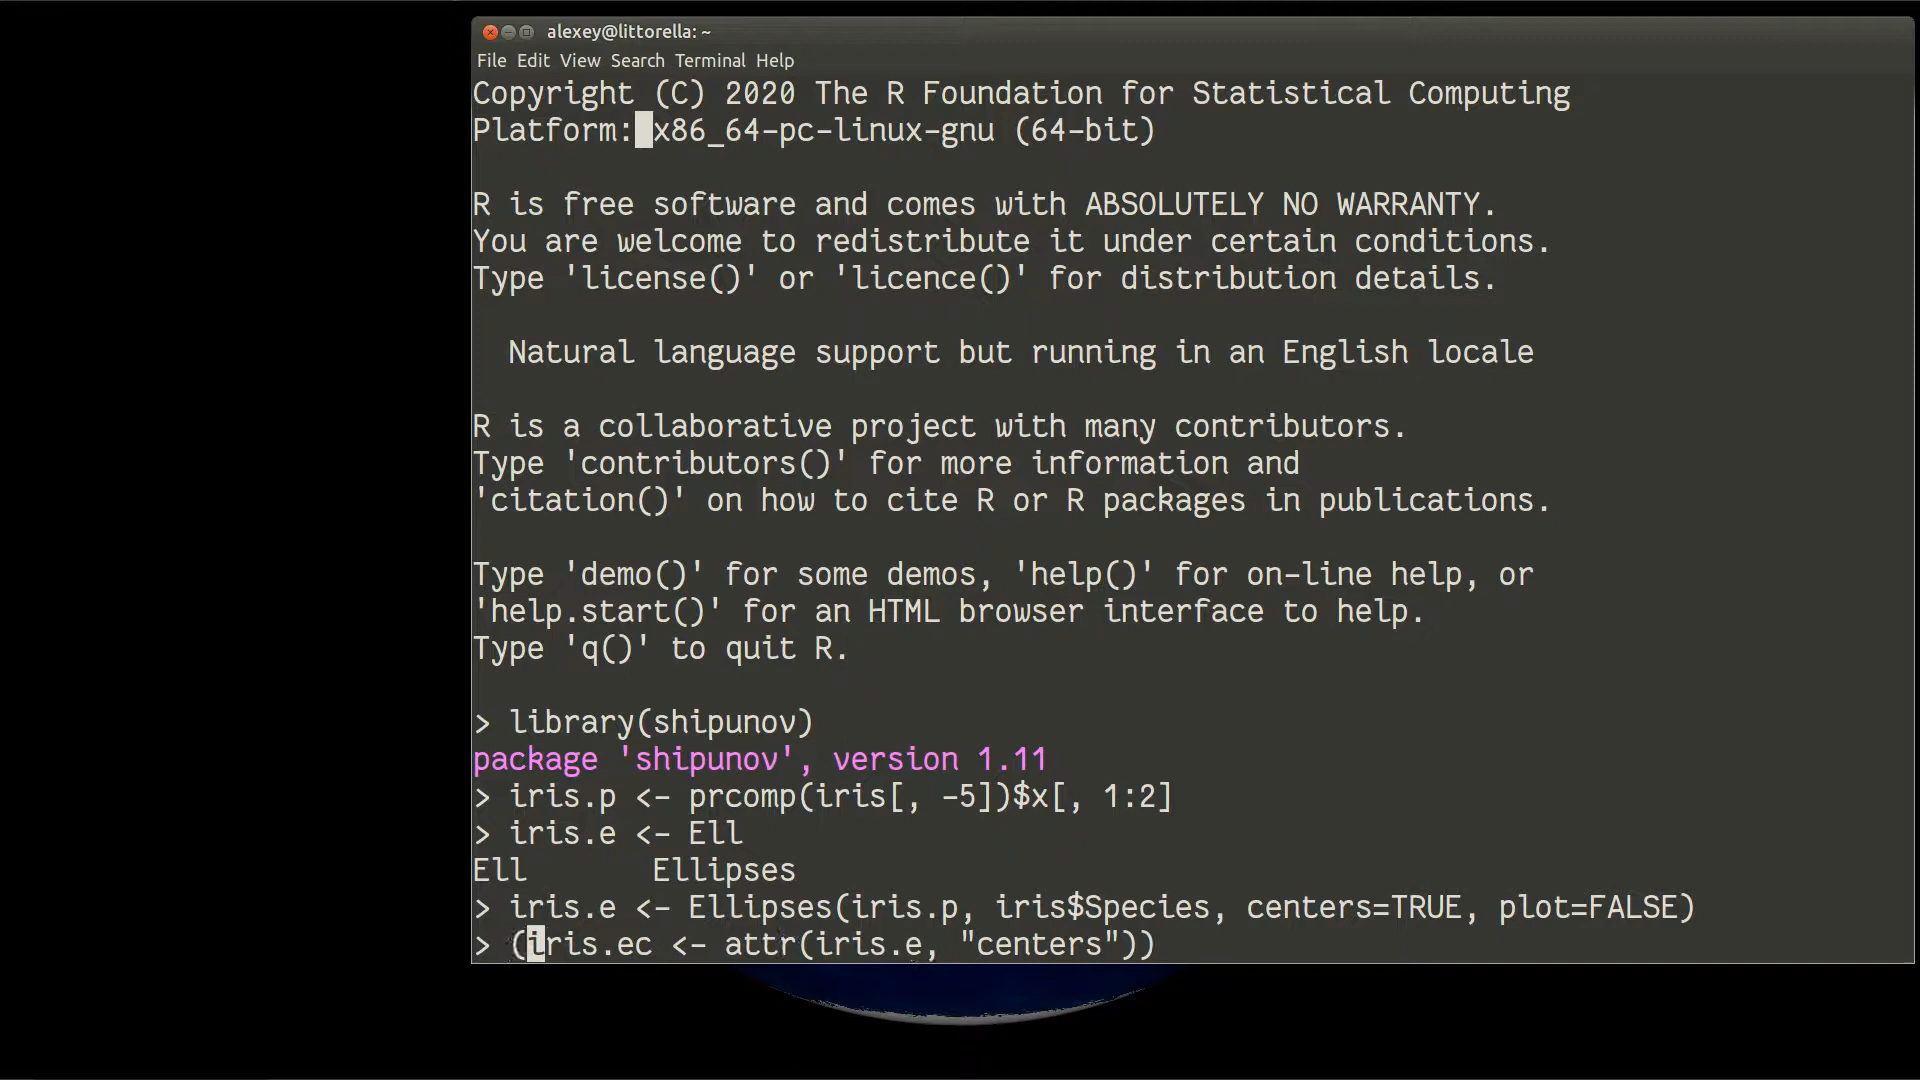 alexey@littorella: ~
File Edit View Search Terminal Help
Copyright (C) 2020 The R Foundation for Statistical Computing
Platform: x86_64-pc-linux-gnu (64-bit)
R is free software and comes with ABSOLUTELY NO WARRANTY.
You are welcome to redistribute it under certain conditions.
Type 'license()' or 'licence()' for distribution details.
Natural language support but running in an English locale
R is a collaborative project with many contributors.
Type 'contributors()' for more information and
'citation()' on how to cite R or R packages in publications.
Type 'demo()' for some demos, 'help()' for on-line help, or
'help.start()' for an HTML browser interface to help.
Type 'q()' to quit R.
> library(shipunov)
package 'shipunov', version 1.11
> iris.p <- prcomp(iris[, -5])$x[, 1:2]
> iris.e <- Ell
Ell       Ellipses
> iris.e <- Ellipses(iris.p, iris$Species, centers=TRUE, plot=FALSE)
> (iris.ec <- attr(iris.e, "centers"))